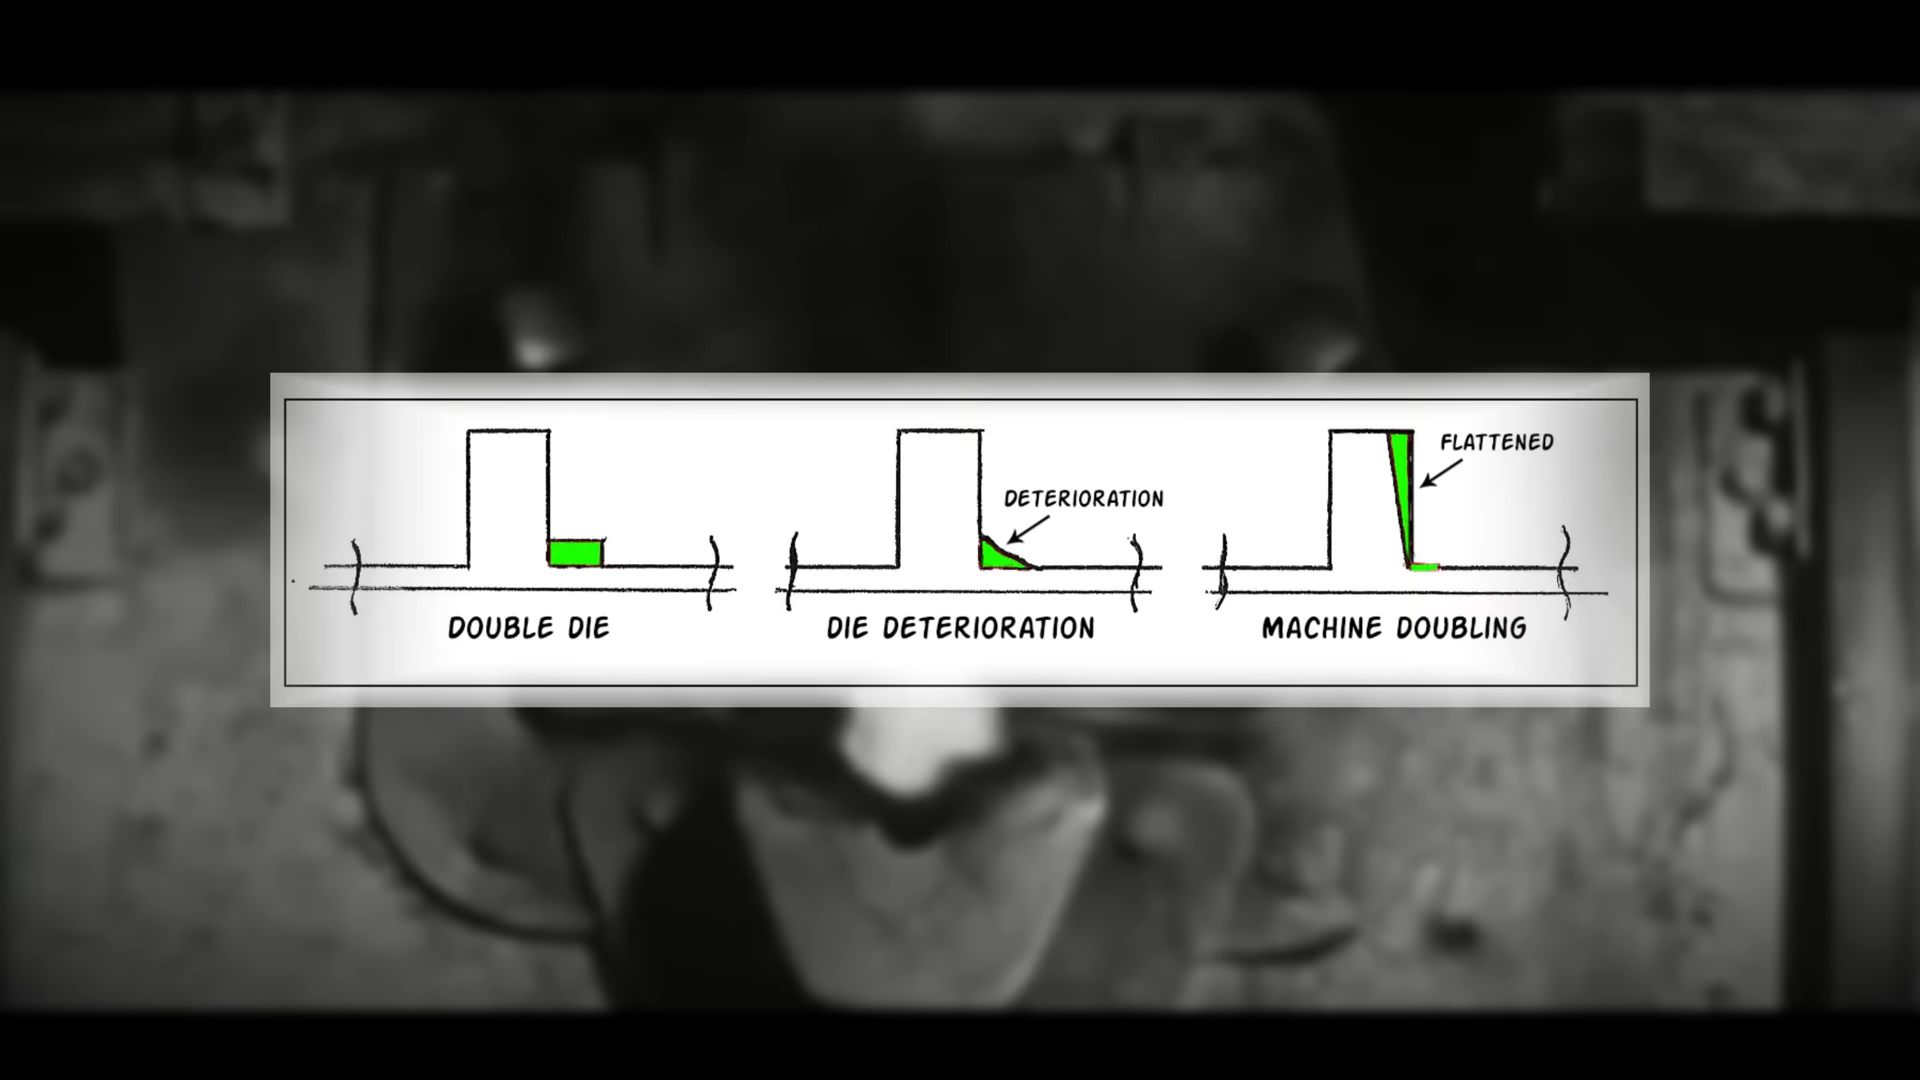 FLATTENED
DETERIORATION
DOUBLE DIE
DIE DETERIORATION
MACHINE DOUBLING